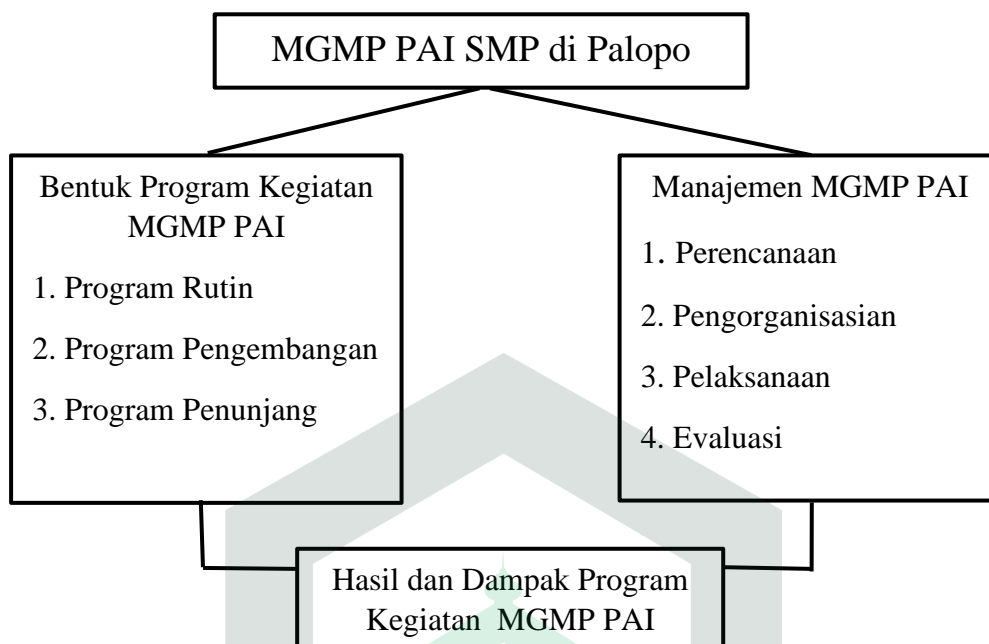 MGMP PAI SMP di Palopo
Bentuk Program Kegiatan
MGMP PAI
1. Program Rutin
2. Program Pengembangan
3. Program Penunjang
Manajemen MGMP PAI
1. Perencanaan
2. Pengorganisasian
3. Pelaksanaan
4. Evaluasi
Hasil dan Dampak Program
Kegiatan MGMP PAI